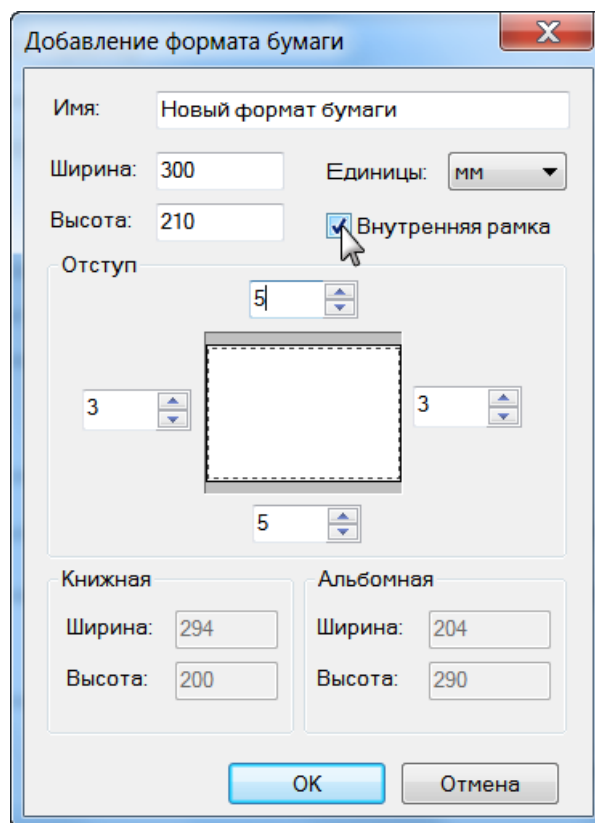 Добавление формата бумаги
Имя: Новый формат бумаги
Ширина: 300 Единицы: мм
Высота: 210 Внутренняя рамка
Отступ
5
3 3
5
Книжная Альбомная
Ширина: 294 Ширина: 204
Высота: 200 Высота: 290
OK Отмена